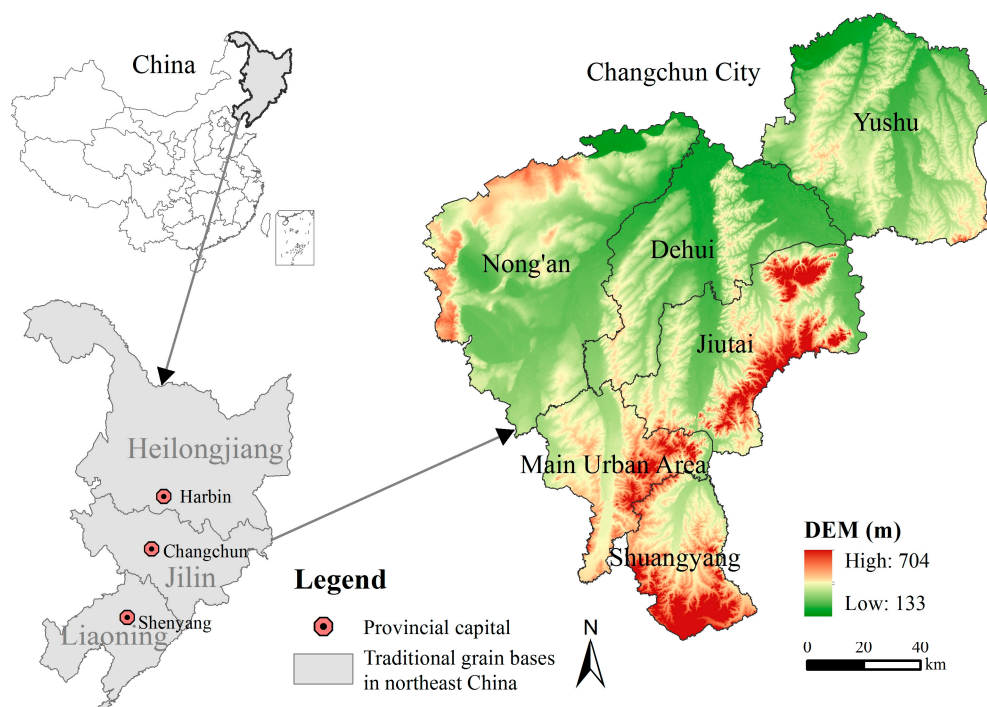 China
Changchun City
Yushu
Dehui
Nong'an
Jiutai
Main Urban Area
Shuangyang
Heilongjiang
Harbin
Changchun
Jilin
Shenyang
Liaoning
Legend
Provincial capital
Traditional grain bases
in northeast China
N
DEM (m)
High: 704
Low: 133
0 20 40
km